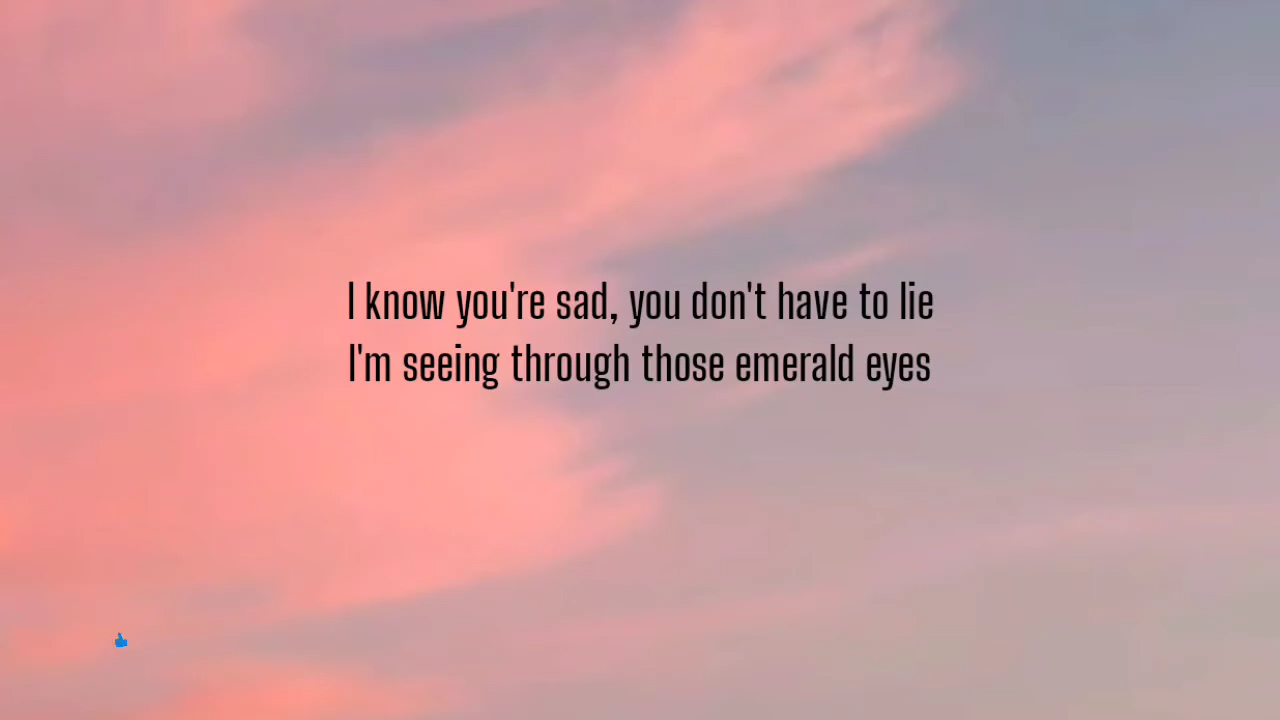 I know you're sad, you don't have to lie
I'm seeing through those emerald eyes